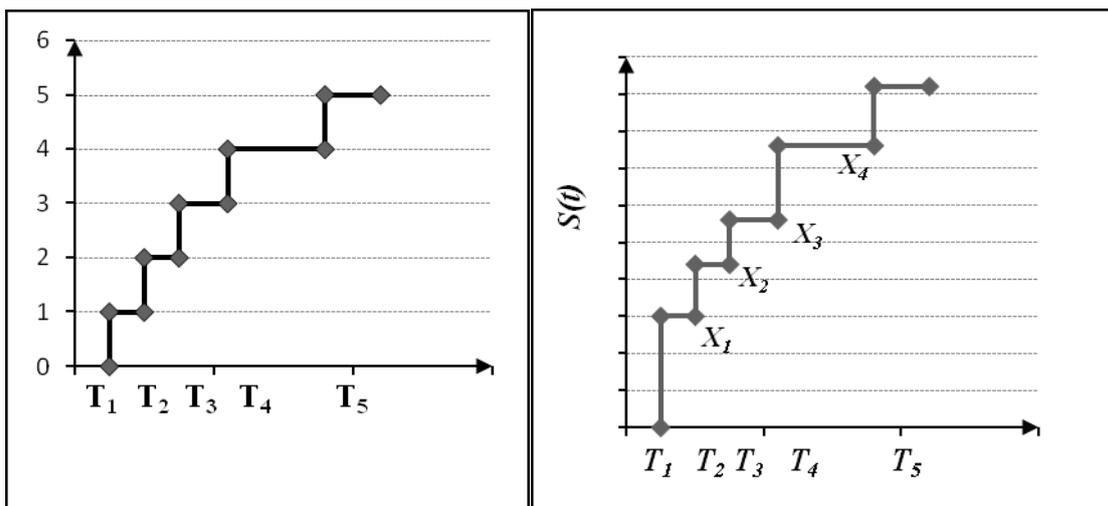 6
5
4
3
2
1
0
T₁ T₂ T₃ T₄ T₅
S(t)
X₄
X₃
X₂
X₁
T₁ T₂ T₃ T₄ T₅